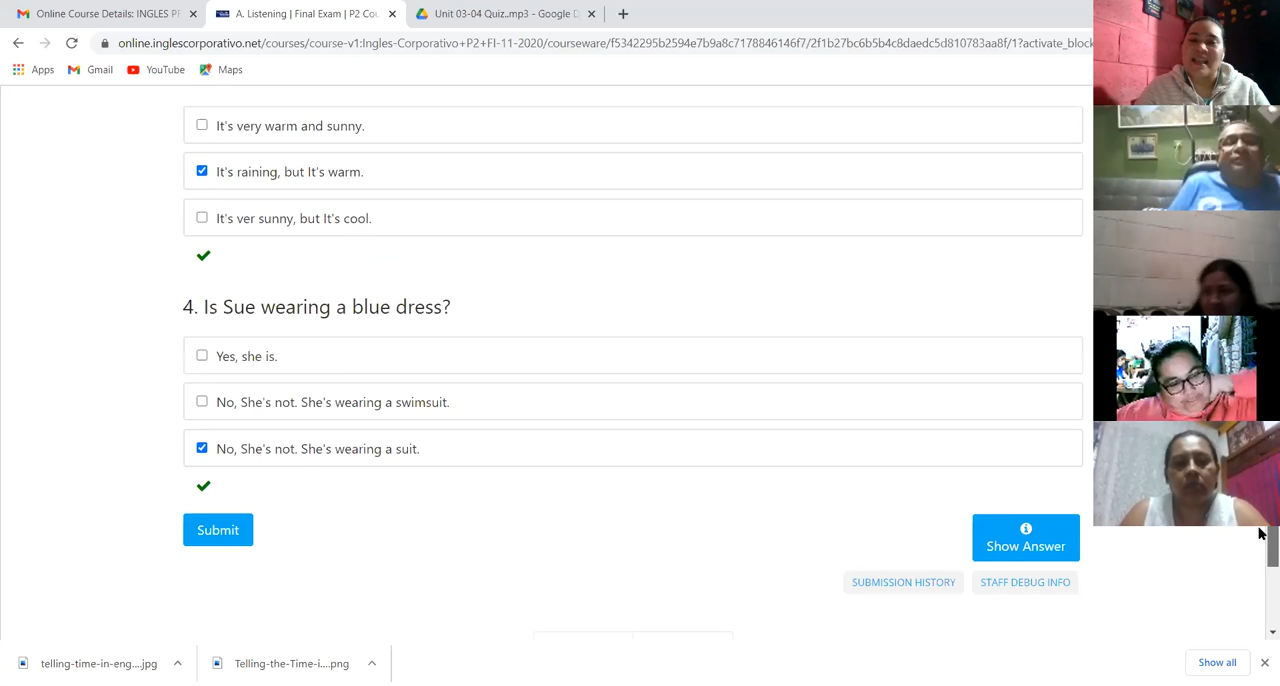 Online Course Details: INGLES PF
A. Listening | Final Exam | P2 Cou
Unit 03-04 Quiz..mp3 - Google D
online.inglescorporativo.net/courses/course-v1:Ingles-Corporativo+P2+FI-11-2020/courseware/f5342295b2594e7b9a8c7178846146f7/2f1b27bc6b5b4c8daedc5d810783aa8f/1?activate_block
Apps Gmail YouTube Maps
It's very warm and sunny.
It's raining, but It's warm.
It's ver sunny, but It's cool.
4. Is Sue wearing a blue dress?
Yes, she is.
No, She's not. She's wearing a swimsuit.
No, She's not. She's wearing a suit.
Submit
Show Answer
SUBMISSION HISTORY
STAFF DEBUG INFO
telling-time-in-eng....jpg
Telling-the-Time-i....png
Show all